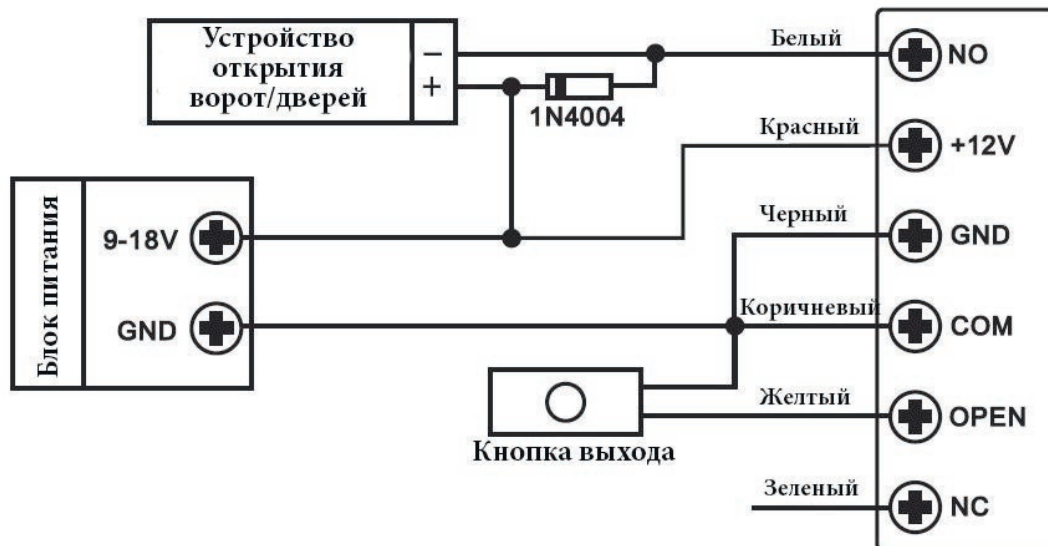 Устройство
открытия
ворот/дверей
−
+
1N4004
Белый
NO
Красный
+12V
Блок питания
9-18V
Черный
GND
GND
Коричневый
COM
Желтый
OPEN
Кнопка выхода
Зеленый
NC